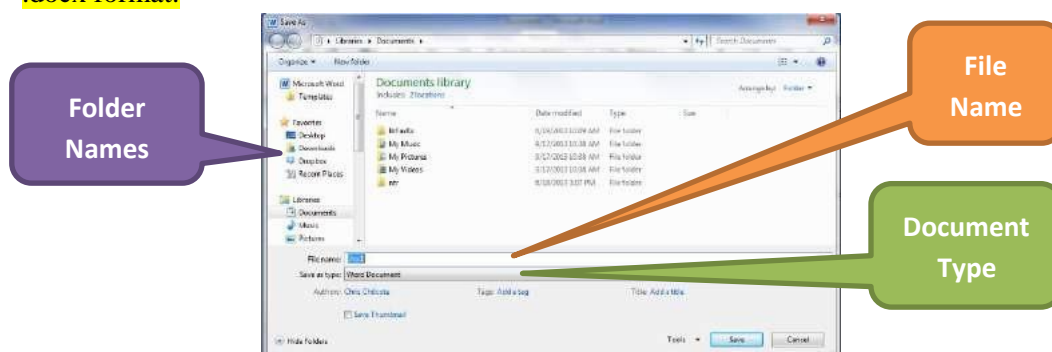 .docx format.
Save As
Libraries ▸ Documents ▸
Search Documents
Organize
New folder
Microsoft Word
Templates
Favorites
Desktop
Downloads
Dropbox
Recent Places
Libraries
Documents
Music
Pictures
Documents library
Includes: 2 locations
Arrange by: Folder
Name
Date modified
Type
Size
File folder
My Music
File folder
My Pictures
File folder
My Videos
File folder
File folder
File name:
Save as type: Word Document
Authors:
Tags: Add a tag
Title: Add a title
Save Thumbnail
Hide Folders
Tools
Save
Cancel
Folder
Names
File
Name
Document
Type